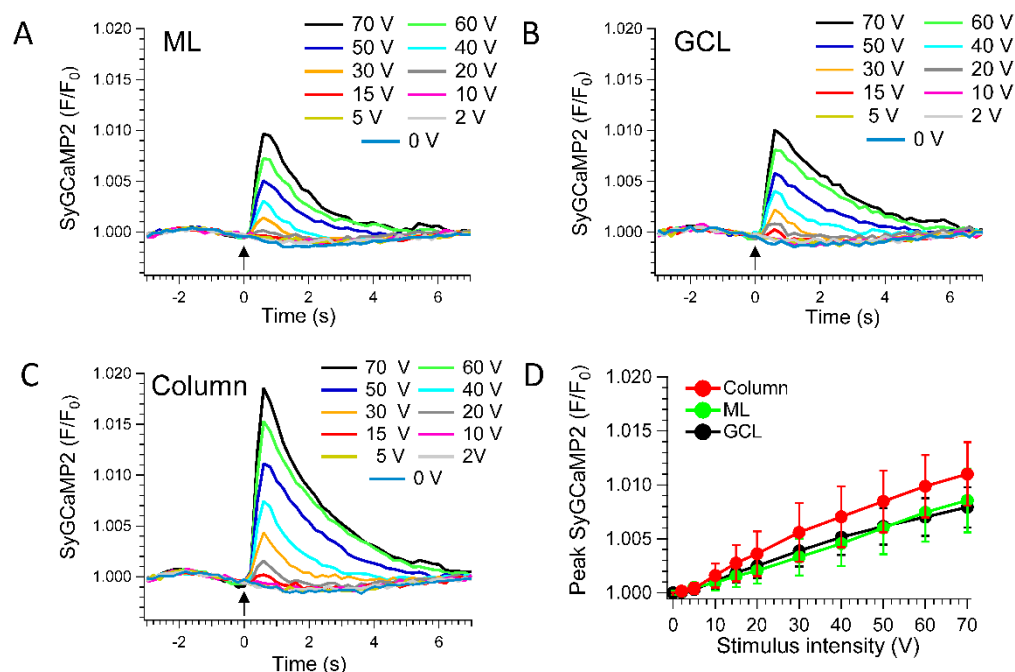 A
ML
70 V 60 V
50 V 40 V
30 V 20 V
15 V 10 V
5 V 2 V
0 V
SyGCaMP2 (F/F0)
1.020
1.015
1.010
1.005
1.000
-2 0 2 4 6
Time (s)
B
GCL
70 V 60 V
50 V 40 V
30 V 20 V
15 V 10 V
5 V 2 V
0 V
SyGCaMP2 (F/F0)
1.020
1.015
1.010
1.005
1.000
-2 0 2 4 6
Time (s)
C
Column
70 V 60 V
50 V 40 V
30 V 20 V
15 V 10 V
5 V 2V
0 V
SyGCaMP2 (F/F0)
1.020
1.015
1.010
1.005
1.000
-2 0 2 4 6
Time (s)
D
Column
ML
GCL
Peak SyGCaMP2 (F/F0)
1.020
1.015
1.010
1.005
1.000
0 10 20 30 40 50 60 70
Stimulus intensity (V)